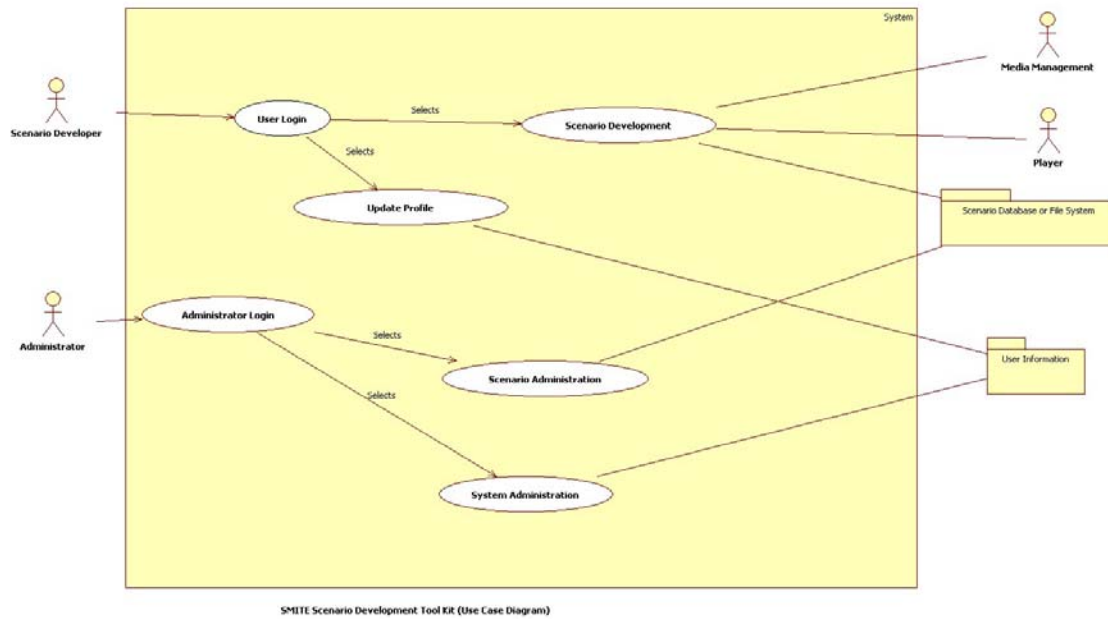 System
Media Management
Scenario Developer
User Login
Selects
Scenario Development
Player
Selects
Update Profile
Scenario Database or File System
Administrator
Administrator Login
Selects
Scenario Administration
User Information
Selects
System Administration
SMITE Scenario Development Tool Kit (Use Case Diagram)